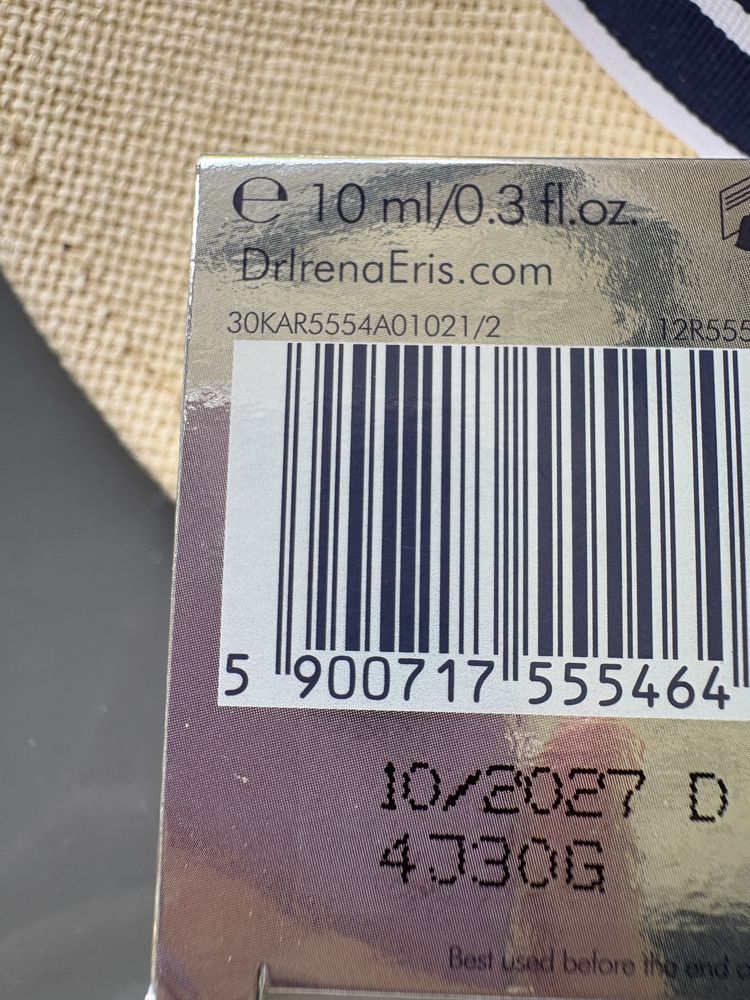 ℮ 10 ml/0.3 fl.oz.
DrIrenaEris.com
30KAR5554A01021/2 12R555
5 900717 555464
10/2027 D
4J30G
Best used before the end